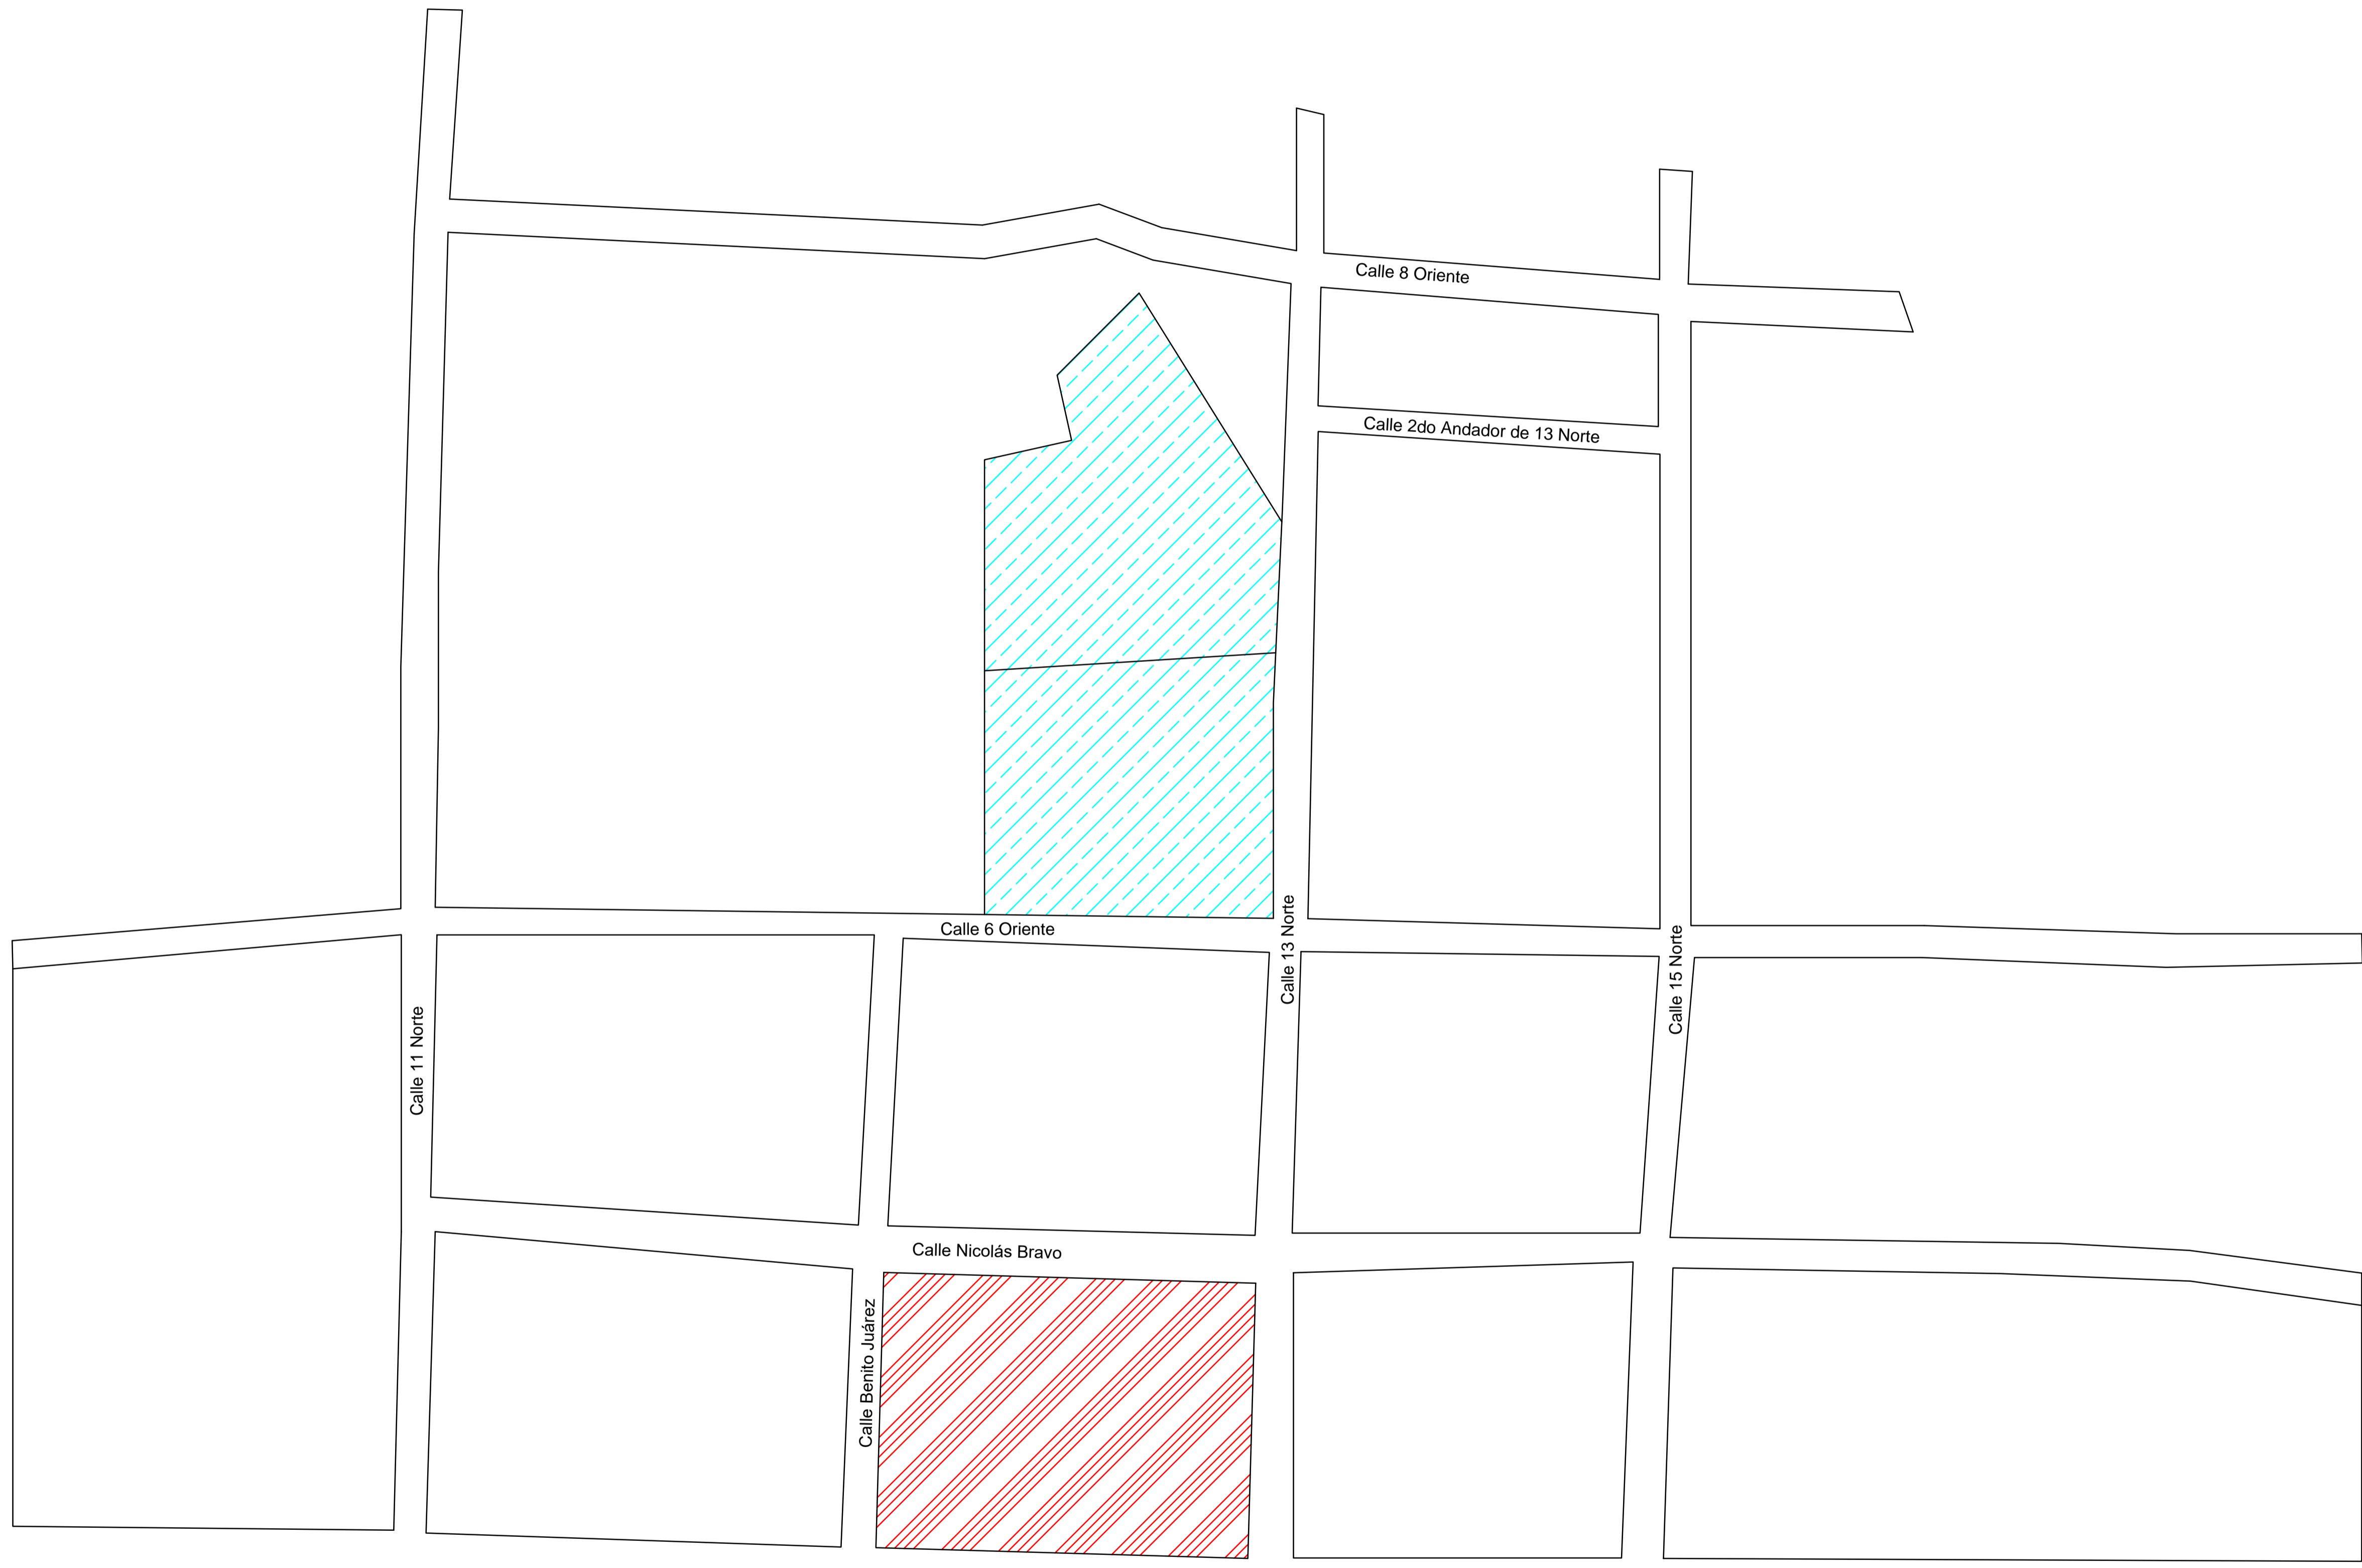 Calle 8 Oriente
Calle 2do Andador de 13 Norte
Calle 6 Oriente
Calle 13 Norte
Calle 15 Norte
Calle 11 Norte
Calle Nicolás Bravo
Calle Benito Juárez